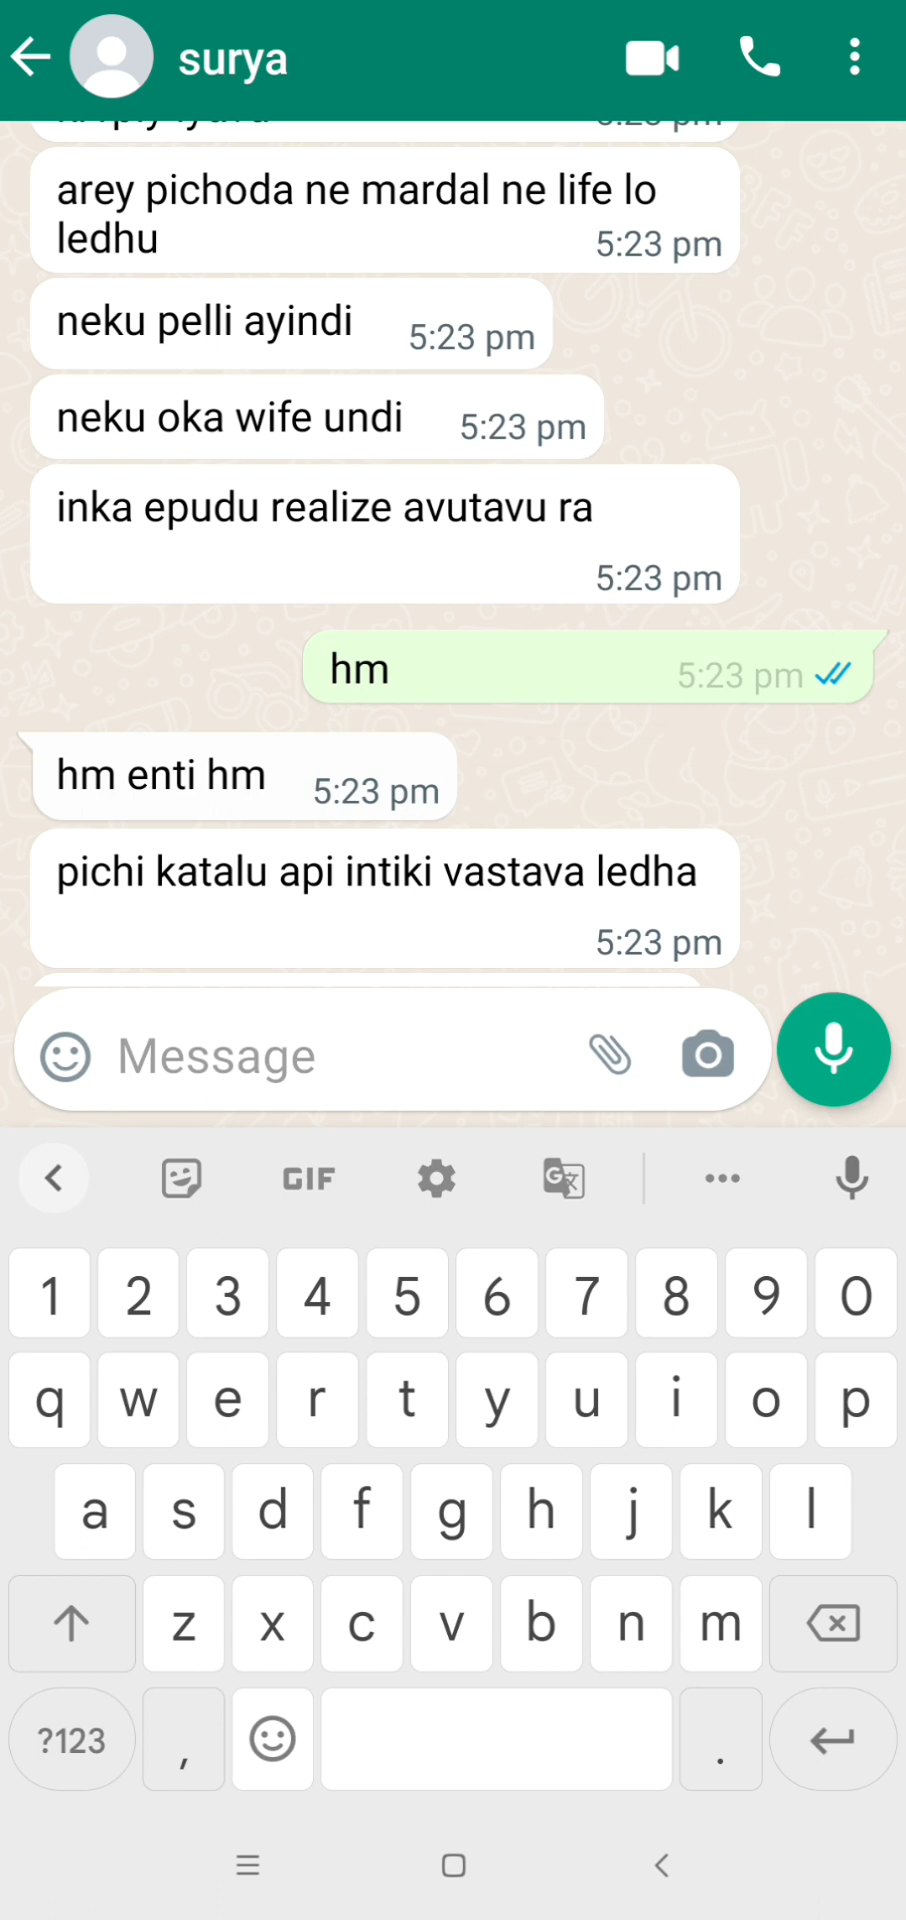 surya
arey pichoda ne mardal ne life lo
ledhu
5:23 pm
neku pelli ayindi
5:23 pm
neku oka wife undi
5:23 pm
inka epudu realize avutavu ra
5:23 pm
hm
5:23 pm
hm enti hm
5:23 pm
pichi katalu api intiki vastava ledha
5:23 pm
Message
GIF
G
1 2 3 4 5 6 7 8 9 0
q w e r t y u i o p
a s d f g h j k l
z x c v b n m
?123 , .